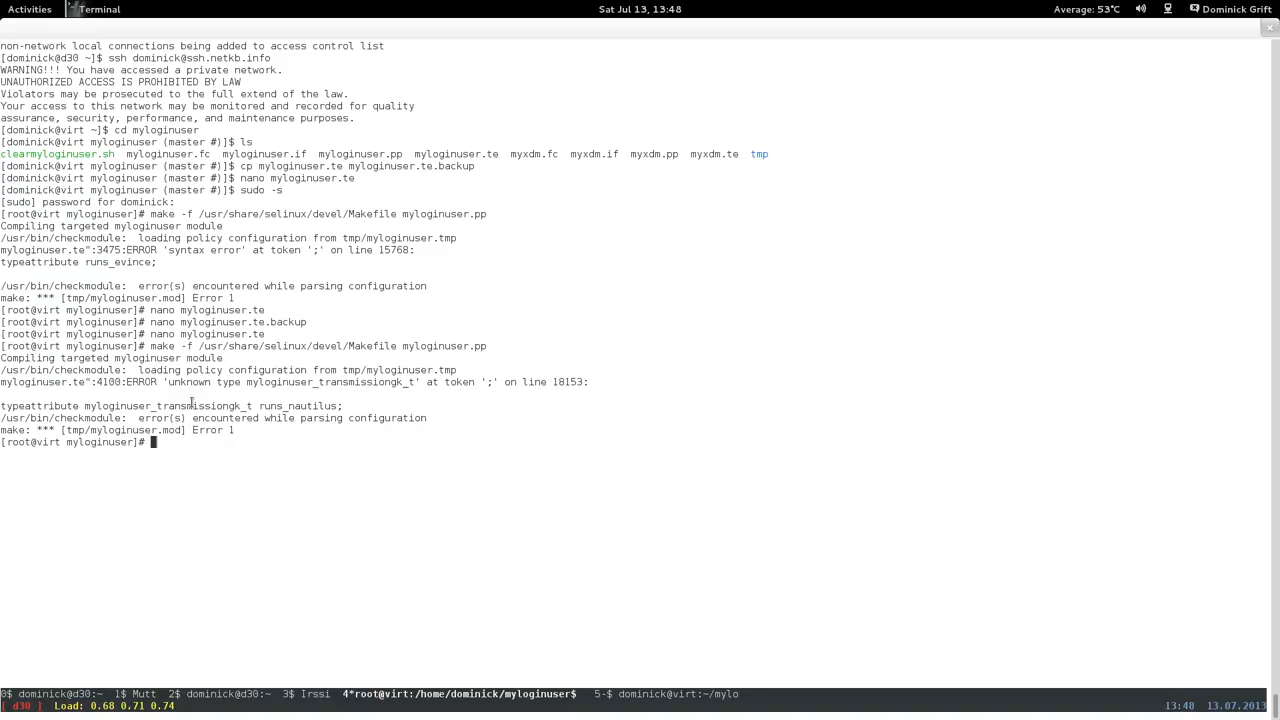 Activities Terminal Sat Jul 13, 13:48 Average: 53°C Dominick Grift
non-network local connections being added to access control list
[dominick@d30 ~]$ ssh dominick@ssh.netkb.info
WARNING!!! You have accessed a private network.
UNAUTHORIZED ACCESS IS PROHIBITED BY LAW
Violators may be prosecuted to the full extend of the law.
Your access to this network may be monitored and recorded for quality
assurance, security, performance, and maintenance purposes.
[dominick@virt ~]$ cd myloginuser
[dominick@virt myloginuser (master #)]$ ls
clearmyloginuser.sh myloginuser.fc myloginuser.if myloginuser.pp myloginuser.te myxdm.fc myxdm.if myxdm.pp myxdm.te tmp
[dominick@virt myloginuser (master #)]$ cp myloginuser.te myloginuser.te.backup
[dominick@virt myloginuser (master #)]$ nano myloginuser.te
[dominick@virt myloginuser (master #)]$ sudo -s
[sudo] password for dominick:
[root@virt myloginuser]# make -f /usr/share/selinux/devel/Makefile myloginuser.pp
Compiling targeted myloginuser module
/usr/bin/checkmodule: loading policy configuration from tmp/myloginuser.tmp
myloginuser.te":3475:ERROR 'syntax error' at token ';' on line 15768:
typeattribute runs_evince;
/usr/bin/checkmodule: error(s) encountered while parsing configuration
make: *** [tmp/myloginuser.mod] Error 1
[root@virt myloginuser]# nano myloginuser.te
[root@virt myloginuser]# nano myloginuser.te.backup
[root@virt myloginuser]# nano myloginuser.te
[root@virt myloginuser]# make -f /usr/share/selinux/devel/Makefile myloginuser.pp
Compiling targeted myloginuser module
/usr/bin/checkmodule: loading policy configuration from tmp/myloginuser.tmp
myloginuser.te":4100:ERROR 'unknown type myloginuser_transmissiongk_t' at token ';' on line 18153:
typeattribute myloginuser_transmissiongk_t runs_nautilus;
/usr/bin/checkmodule: error(s) encountered while parsing configuration
make: *** [tmp/myloginuser.mod] Error 1
[root@virt myloginuser]#
0$ dominick@d30:~ 1$ Mutt 2$ dominick@d30:~ 3$ Irssi 4*root@virt:/home/dominick/myloginuser$ 5-$ dominick@virt:~/mylo
[ d30 ] Load: 0.68 0.71 0.74 13:48 13.07.2013